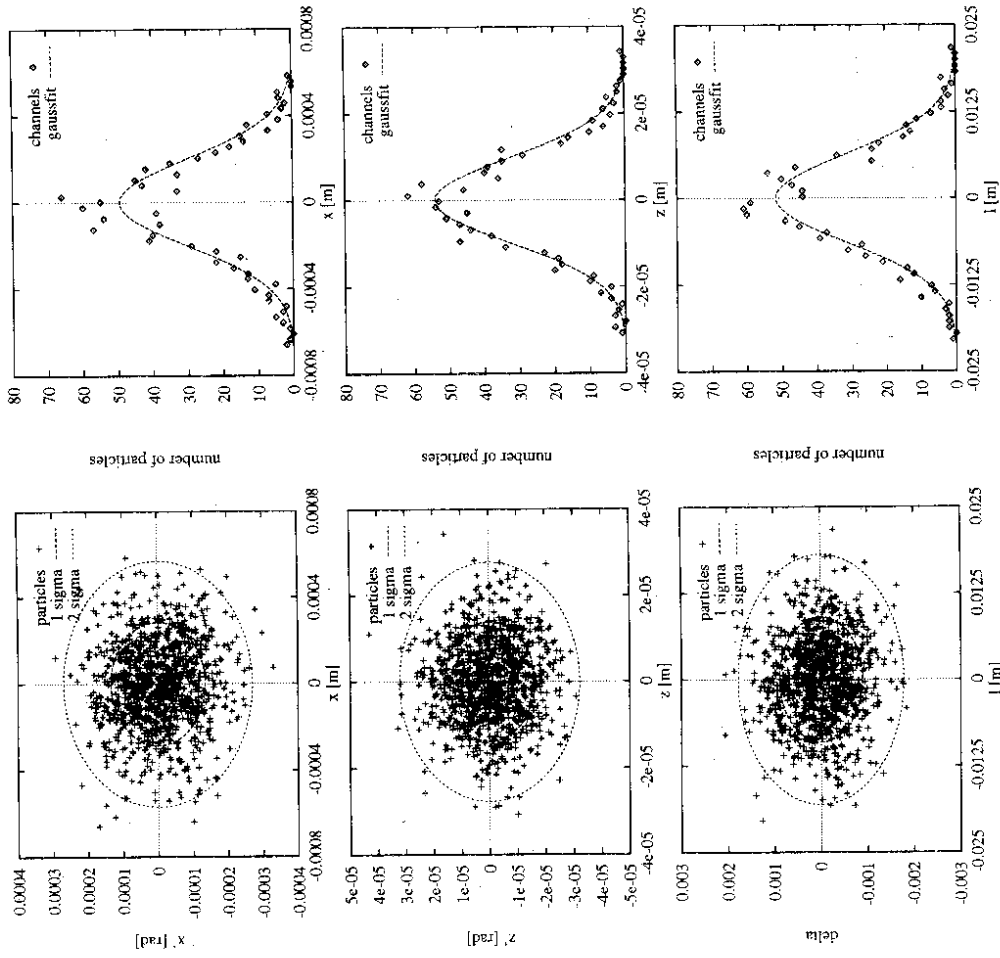 x' [rad]
0.0004
0.0003
0.0002
0.0001
0
-0.0001
-0.0002
-0.0003
-0.0004
particles
1 sigma
2 sigma
-0.0008
-0.0004
0
0.0004
0.0008
x [m]
number of particles
80
70
60
50
40
30
20
10
0
channels
gaussfit
-0.0008
-0.0004
0
0.0004
0.0008
x [m]
z' [rad]
5e-05
4e-05
3e-05
2e-05
1e-05
0
-1e-05
-2e-05
-3e-05
-4e-05
-5e-05
particles
1 sigma
2 sigma
-4e-05
-2e-05
0
2e-05
4e-05
z [m]
number of particles
80
70
60
50
40
30
20
10
0
channels
gaussfit
-4e-05
-2e-05
0
2e-05
4e-05
z [m]
delta
0.003
0.002
0.001
0
-0.001
-0.002
-0.003
particles
1 sigma
2 sigma
-0.025
-0.0125
0
0.0125
0.025
l [m]
number of particles
80
70
60
50
40
30
20
10
0
channels
gaussfit
-0.025
-0.0125
0
0.0125
0.025
l [m]